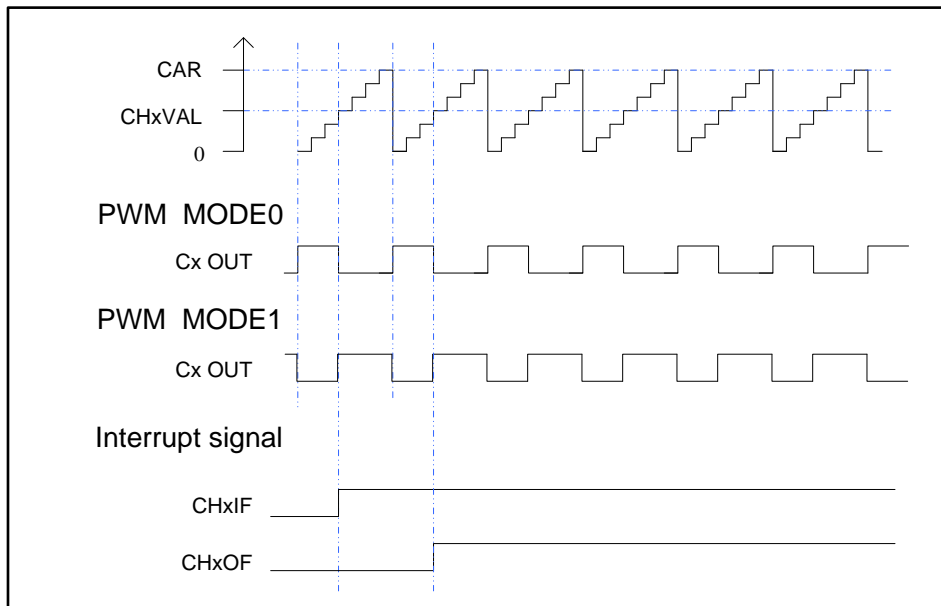 CAR
CHxVAL
0
PWM MODE0
Cx OUT
PWM MODE1
Cx OUT
Interrupt signal
CHxIF
CHxOF